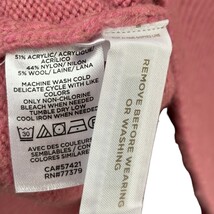 51% ACRYLIC/ACRYLIQUE/
44% NYLON/NILON
5% WOOL/LAINE/LANA
MACHINE WASH COLD
DELICATE CYCLE WITH LIKE
COLORS. ONLY NON-CHLORINE
BLEACH WHEN NEEDED
TUMBLE DRY LOW
COOL IRON WHEN NEEDED
AVEC DES COULEURS
CON COLORES
CA#57421
RN#77379
REMOVE BEFORE WEARING
OR WASHING